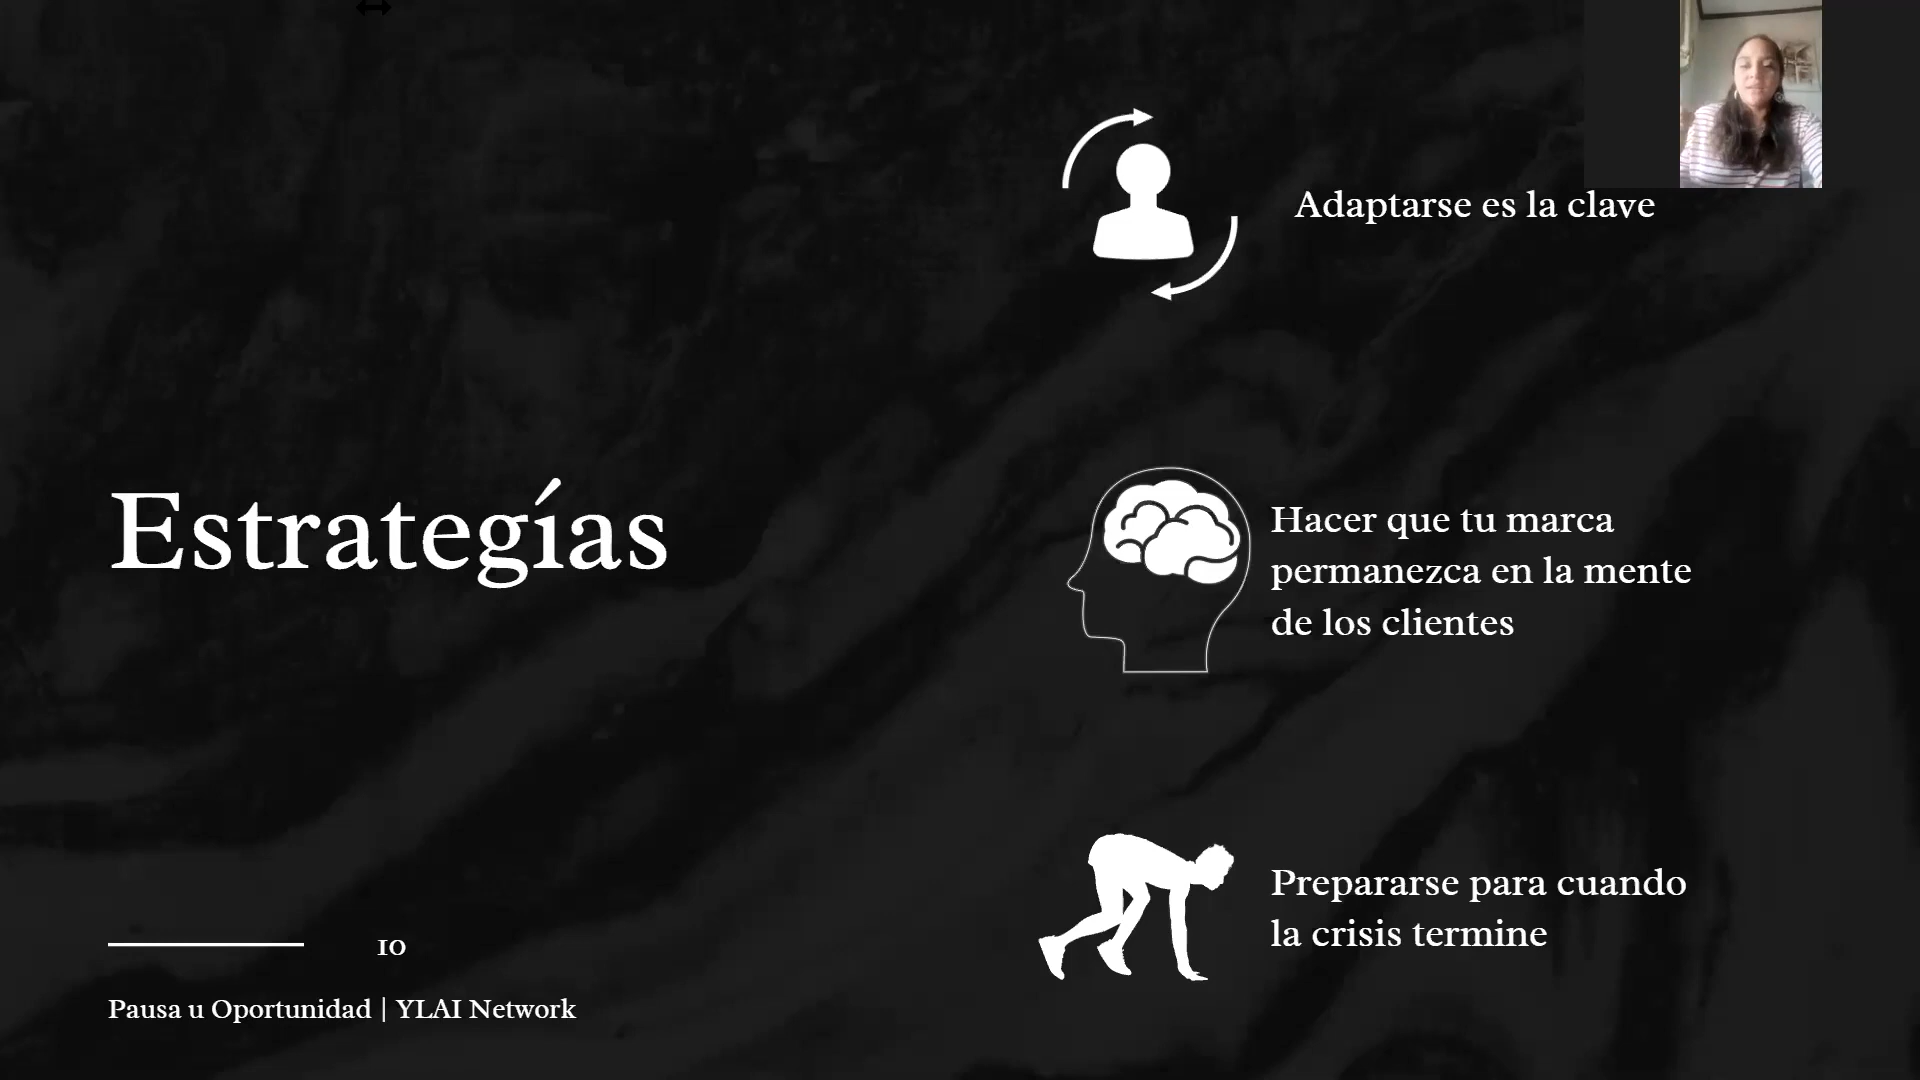 Adaptarse es la clave
Estrategías
Hacer que tu marca
permanezca en la mente
de los clientes
Prepararse para cuando
la crisis termine
10
Pausa u Oportunidad | YLAI Network